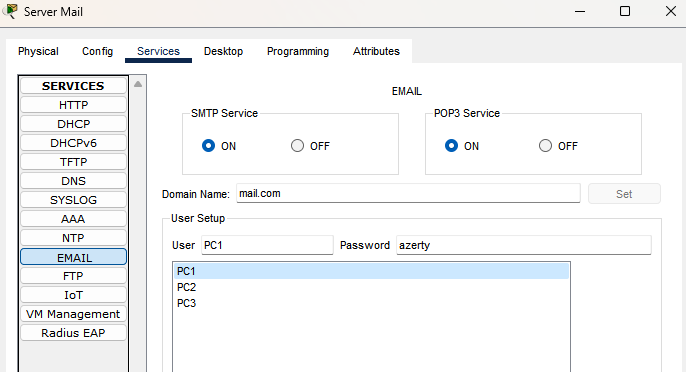 Server Mail
Physical Config Services Desktop Programming Attributes
SERVICES
HTTP
DHCP
DHCPv6
TFTP
DNS
SYSLOG
AAA
NTP
EMAIL
FTP
IoT
VM Management
Radius EAP
EMAIL
SMTP Service
ON OFF
POP3 Service
ON OFF
Domain Name: mail.com Set
User Setup
User PC1 Password azerty
PC1
PC2
PC3